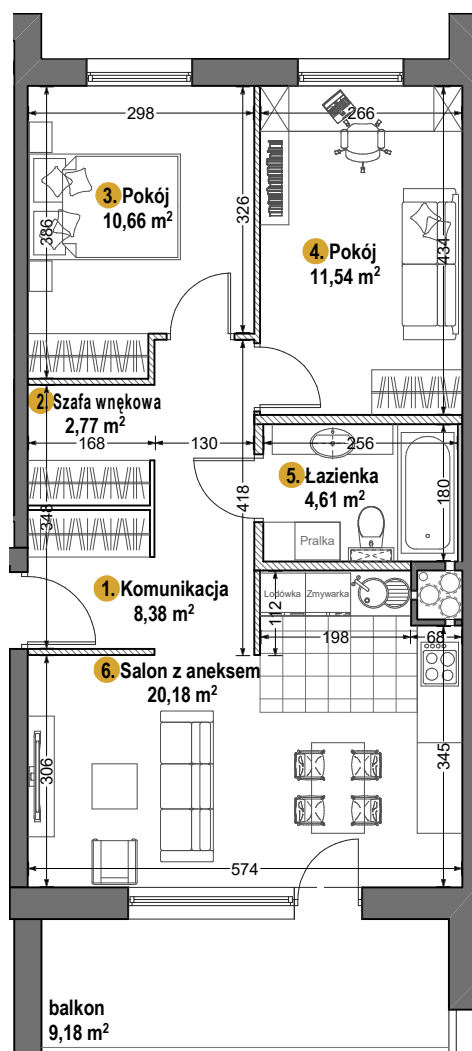 298
266
3. Pokój
10,66 m²
326
386
434
4. Pokój
11,54 m²
2. Szafa wnękowa
2,77 m²
168
130
256
5. Łazienka
4,61 m²
180
418
348
Pralka
1. Komunikacja
8,38 m²
Lodówka
Zmywarka
112
198
68
6. Salon z aneksem
20,18 m²
306
345
574
balkon
9,18 m²